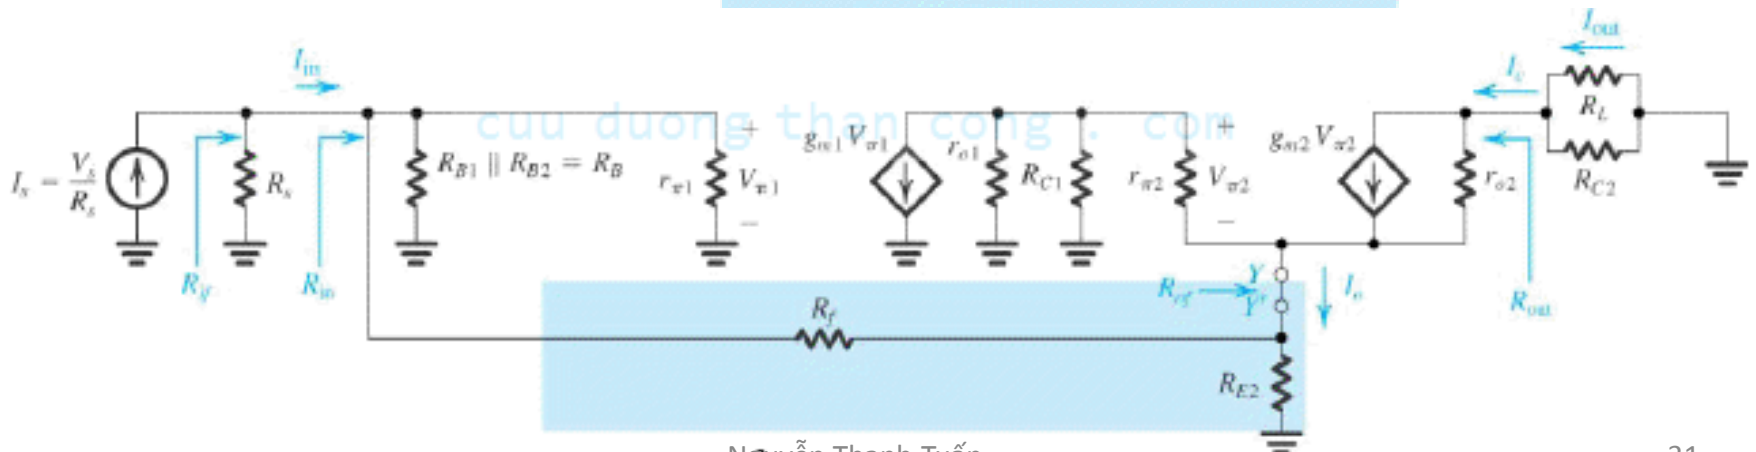 I_out
I_in
I_c
R_L
cuu duong than cong . com
I_s = V_s / R_s
R_s
R_B1 || R_B2 = R_B
r_π1
+
V_π1
−
g_m1 V_π1
r_o1
R_C1
r_π2
+
V_π2
−
g_m2 V_π2
r_o2
R_C2
R_if
R_in
R_f
R_of
Y
Y'
I_o
R_out
R_E2
Nguyễn Thanh Tuấn
21